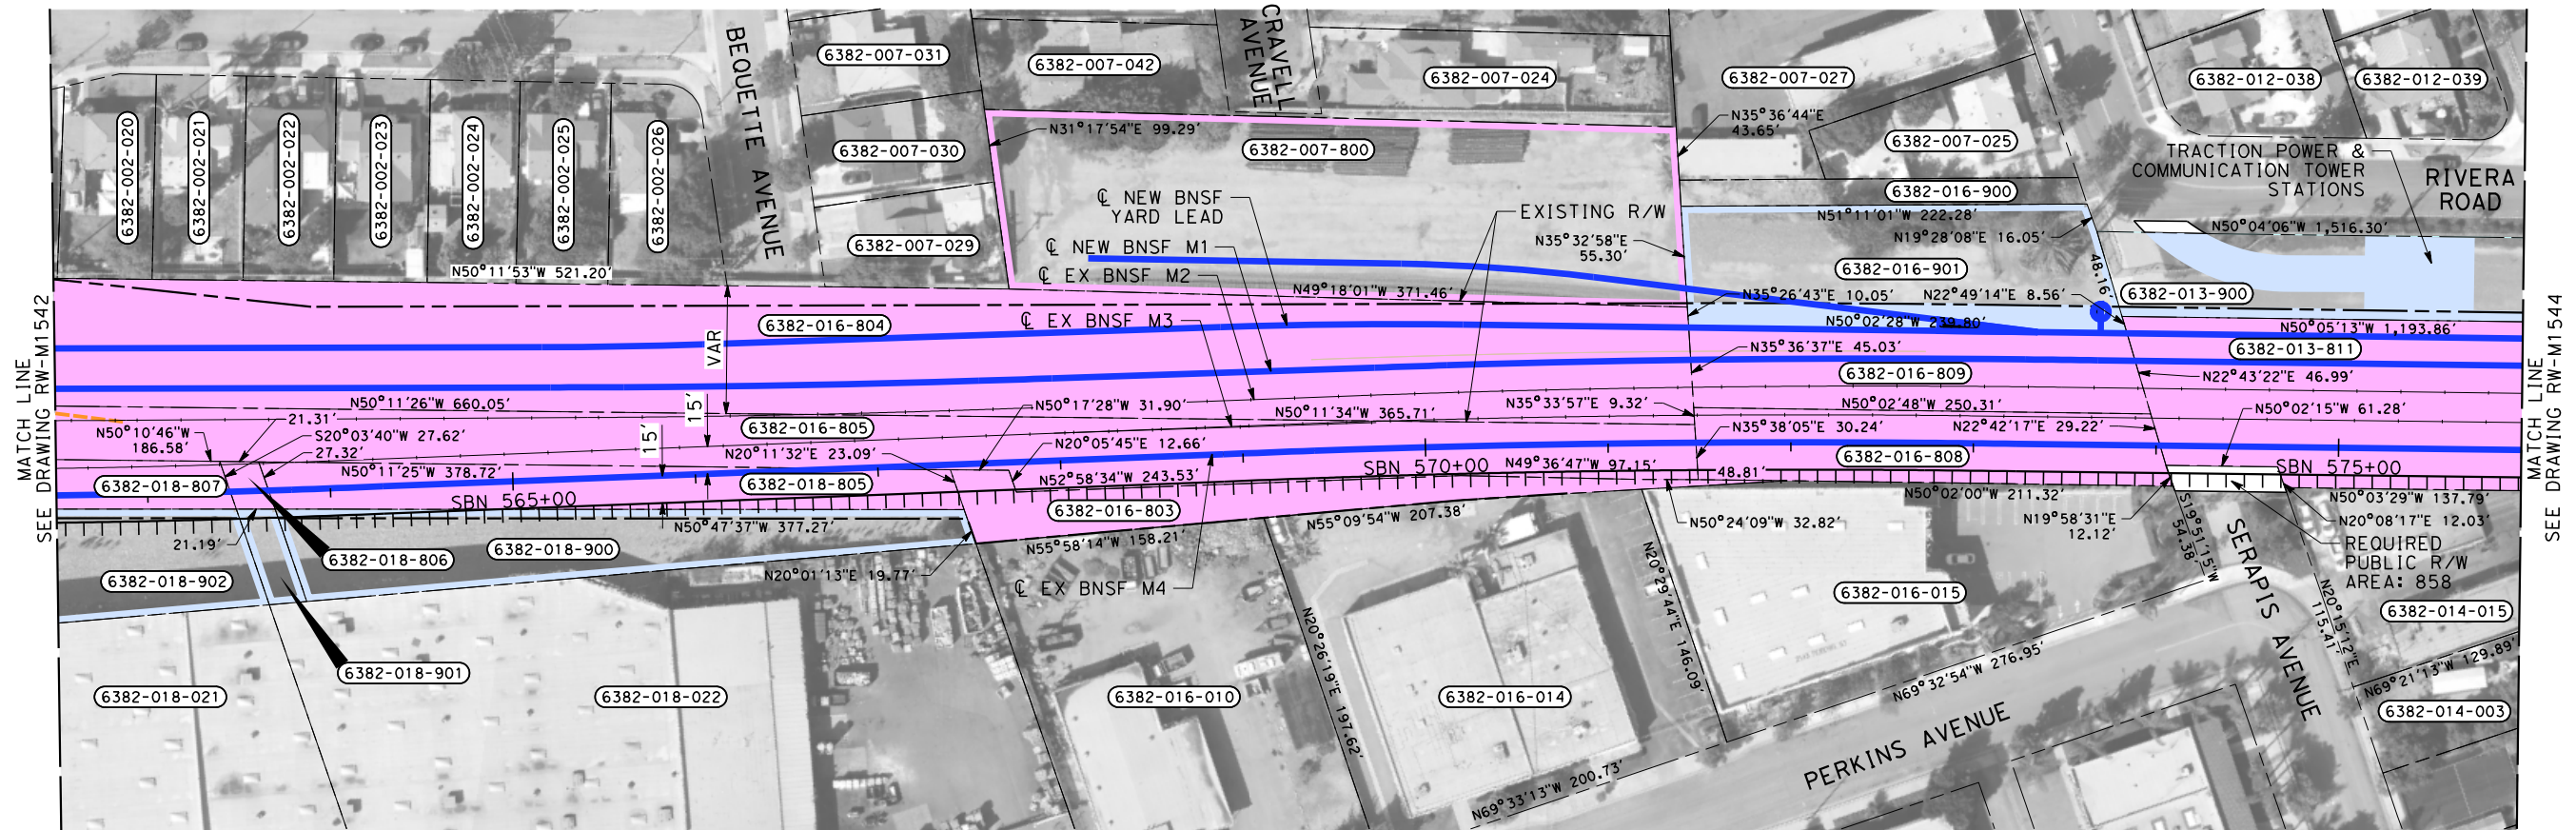 MATCH LINE
SEE DRAWING RW-M1542
6382-002-020
6382-002-021
6382-002-022
6382-002-023
6382-002-024
6382-002-025
6382-002-026
BEQUETTE AVENUE
6382-007-031
6382-007-030
6382-007-029
6382-007-042
CRAVELL
AVENUE
6382-007-024
6382-007-027
N35°36'44"E
43.65'
6382-007-025
6382-012-038
6382-012-039
TRACTION POWER &
COMMUNICATION TOWER
STATIONS
RIVERA
ROAD
N31°17'54"E 99.29'
6382-007-800
6382-016-900
N51°11'01"W 222.28'
N19°28'08"E 16.05'
N50°04'06"W 1,516.30'
℄ NEW BNSF
YARD LEAD
EXISTING R/W
N35°32'58"E
55.30'
℄ NEW BNSF M1
℄ EX BNSF M2
℄ EX BNSF M3
6382-016-901
48.16'
6382-013-900
N50°11'53"W 521.20'
N49°18'01"W 371.46'
N35°26'43"E 10.05'
N22°49'14"E 8.56'
6382-016-804
VAR
N50°02'28"W 239.80'
N50°05'13"W 1,193.86'
6382-013-811
N35°36'37"E 45.03'
6382-016-809
N22°43'22"E 46.99'
N50°11'26"W 660.05'
15'
N50°17'28"W 31.90'
N50°11'34"W 365.71'
N35°33'57"E 9.32'
N50°02'48"W 250.31'
N50°02'15"W 61.28'
21.31'
N50°10'46"W
186.58'
S20°03'40"W 27.62'
27.32'
15'
6382-016-805
N20°05'45"E 12.66'
N35°38'05"E 30.24'
N22°42'17"E 29.22'
N20°11'32"E 23.09'
N50°11'25"W 378.72'
6382-018-807
6382-018-805
N52°58'34"W 243.53'
SBN 570+00
N49°36'47"W 97.15'
48.81'
6382-016-808
SBN 575+00
SBN 565+00
6382-016-803
N50°02'00"W 211.32'
N50°03'29"W 137.79'
N50°47'37"W 377.27'
N55°09'54"W 207.38'
N50°24'09"W 32.82'
N19°58'31"E
12.12'
N20°08'17"E 12.03'
21.19'
6382-018-806
6382-018-900
N55°58'14"W 158.21'
S19°51'15"W
54.38'
REQUIRED
PUBLIC R/W
AREA: 858
6382-018-902
N20°01'13"E 19.77'
℄ EX BNSF M4
N20°29'44"E 146.09'
6382-016-015
SERAPIS AVENUE
N20°15'12"E
115.41'
6382-014-015
6382-018-901
N20°26'19"E 197.62'
N69°32'54"W 276.95'
N69°21'13"W 129.89'
6382-018-021
6382-018-022
6382-016-010
6382-016-014
6382-014-003
N69°33'13"W 200.73'
PERKINS AVENUE
MATCH LINE
SEE DRAWING RW-M1544